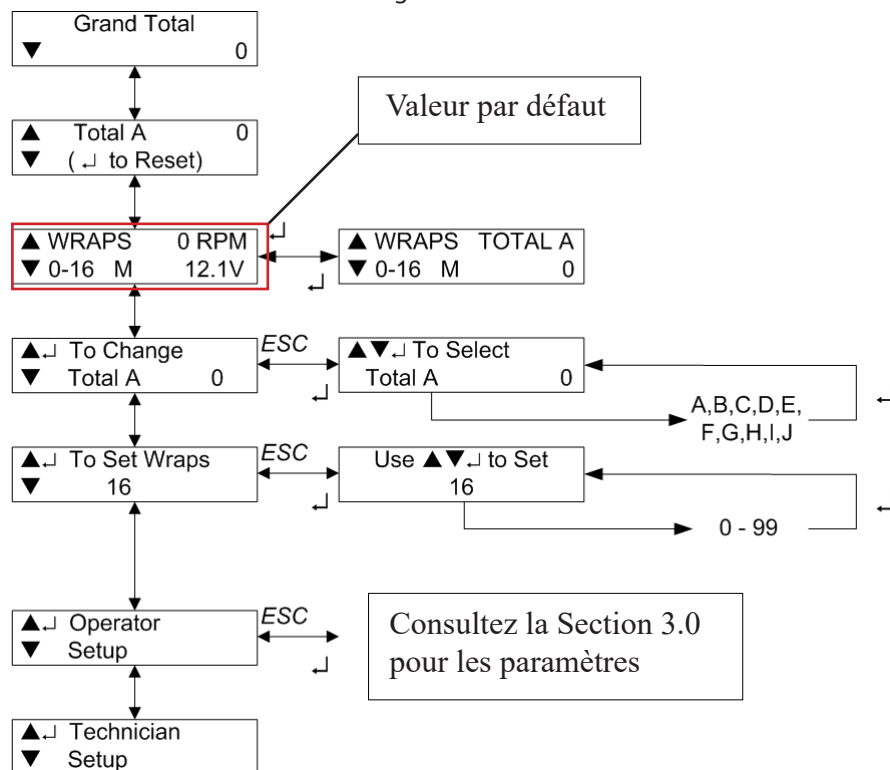 Grand Total
▼ 0
▲ Total A 0
▼ ( ↵ to Reset)
Valeur par défaut
▲ WRAPS 0 RPM
▼ 0-16 M 12.1V
↵
↵
▲ WRAPS TOTAL A
▼ 0-16 M 0
▲↵ To Change
▼ Total A 0
ESC
↵
▲▼↵ To Select
Total A 0
A,B,C,D,E,
F,G,H,I,J
↵
▲↵ To Set Wraps
▼ 16
ESC
↵
Use ▲▼↵ to Set
16
0 - 99
↵
▲↵ Operator
▼ Setup
ESC
↵
Consultez la Section 3.0
pour les paramètres
▲↵ Technician
▼ Setup